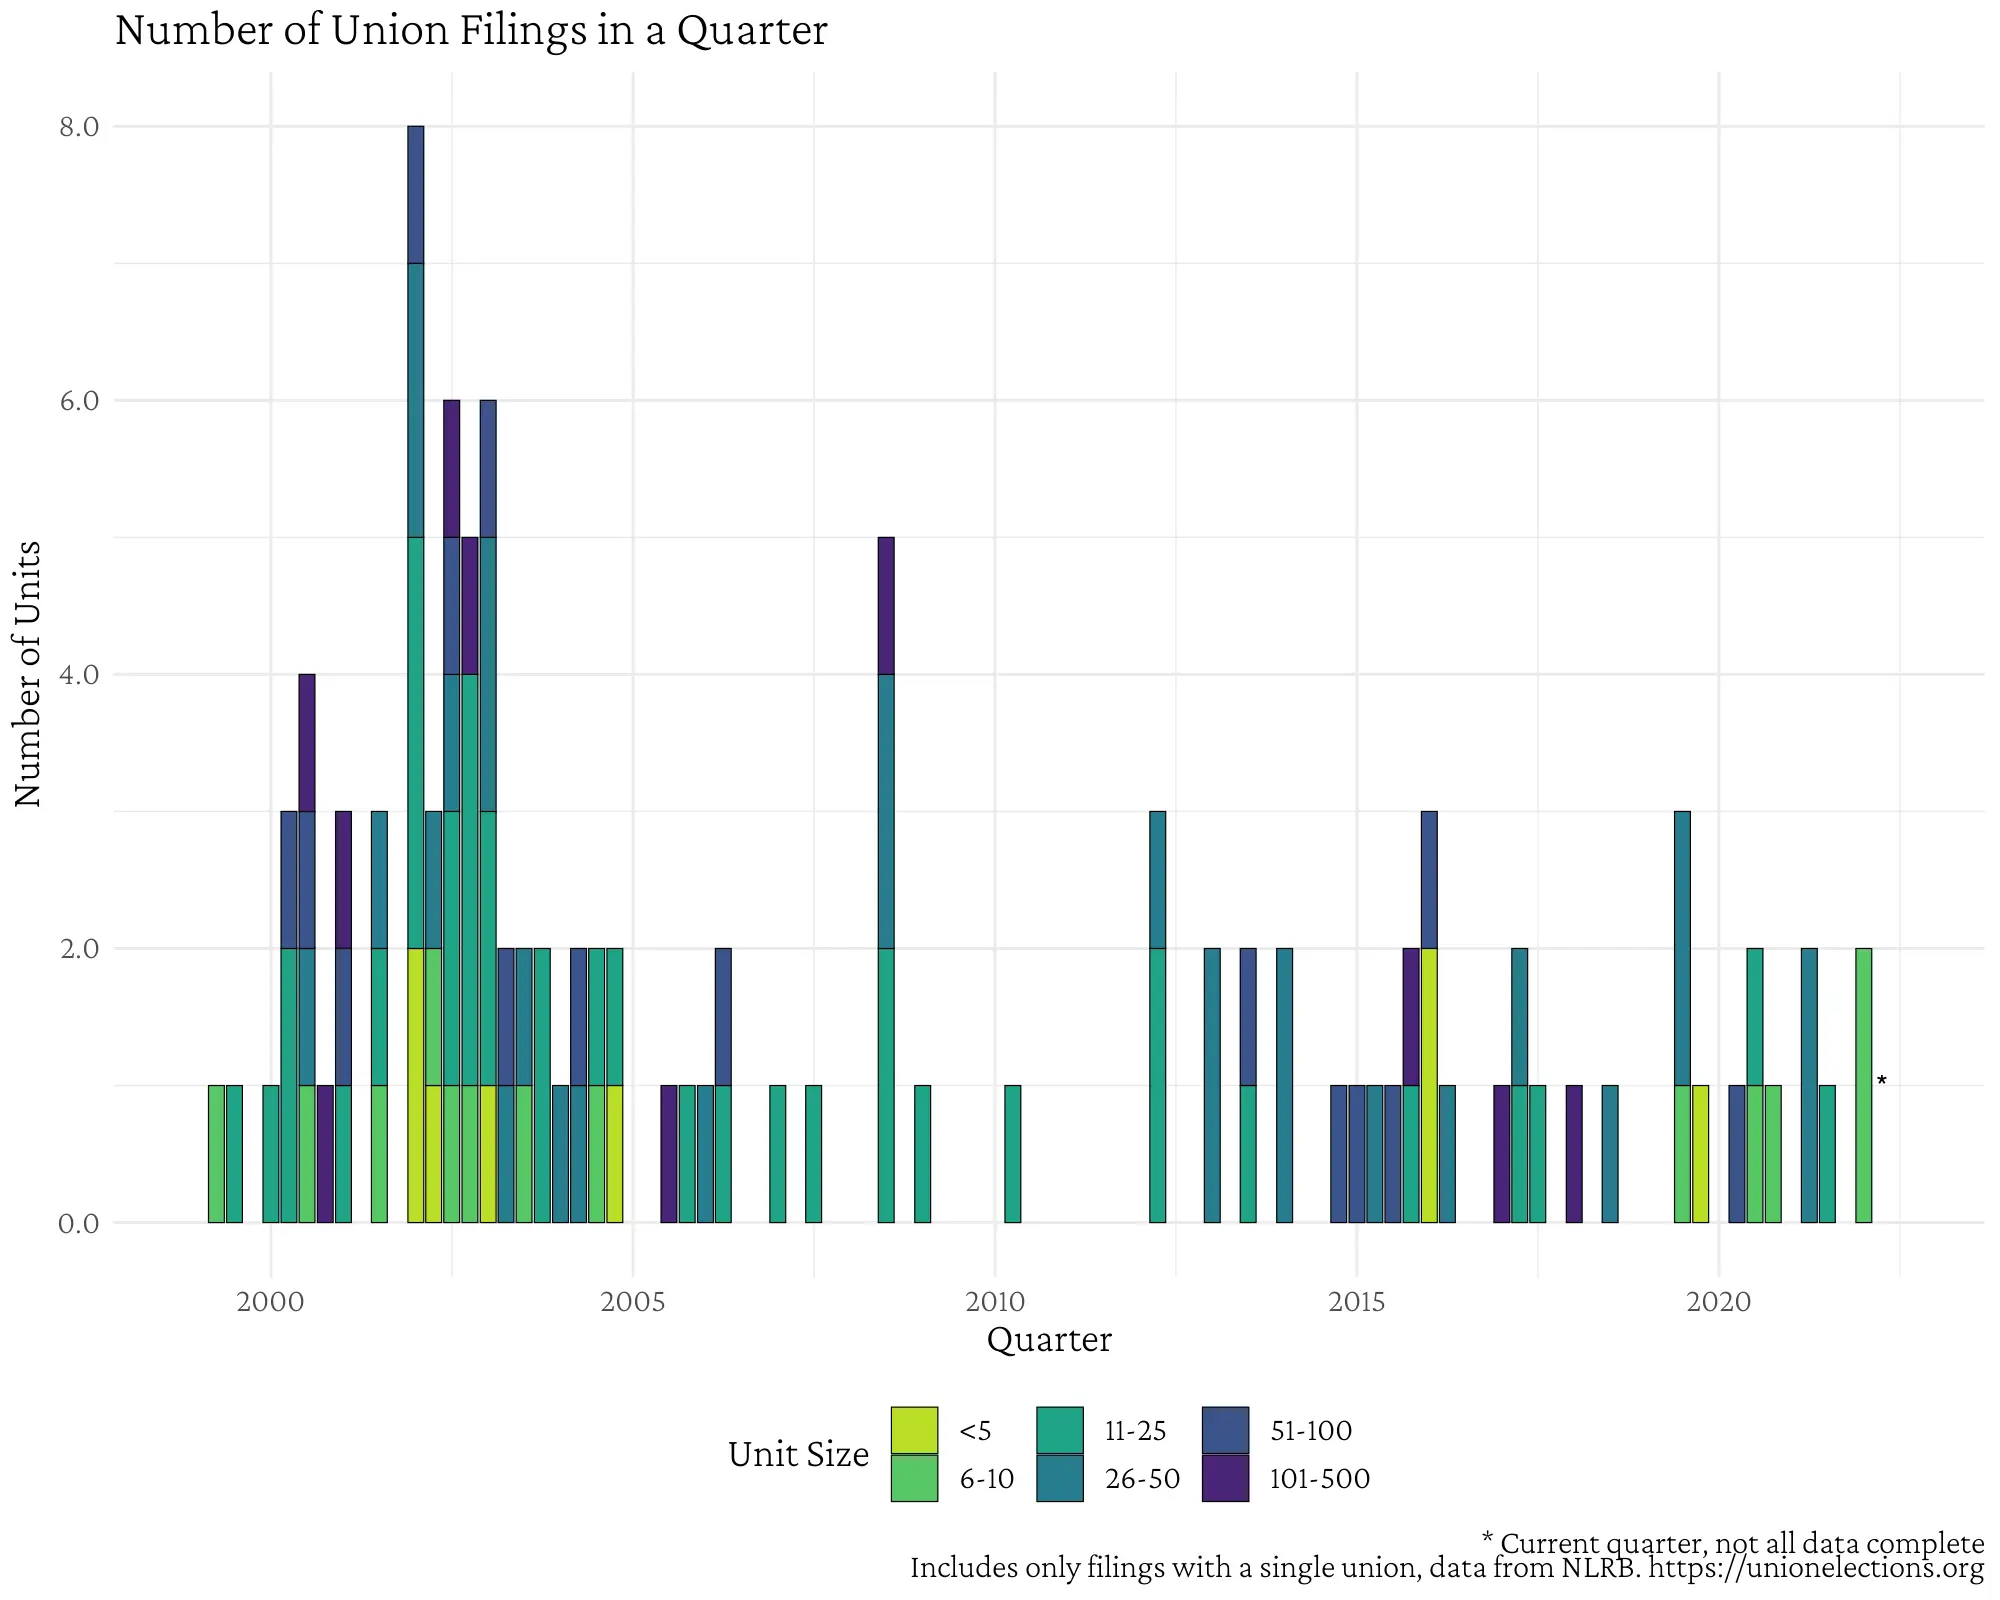 Number of Union Filings in a Quarter
Number of Units
8.0
6.0
4.0
2.0
0.0
*
2000 2005 2010 2015 2020
Quarter
Unit Size
<5 11-25 51-100
6-10 26-50 101-500
* Current quarter, not all data complete
Includes only filings with a single union, data from NLRB. https://unionelections.org